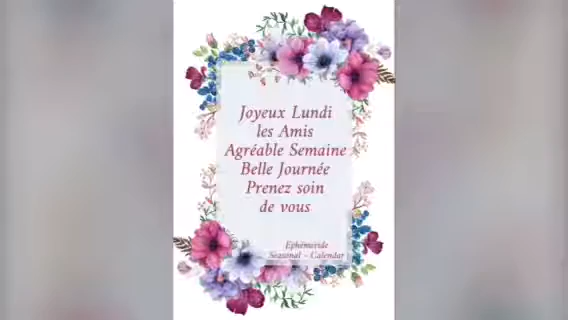 Joyeux Lundi
les Amis
Agréable Semaine
Belle Journée
Prenez soin
de vous
Ephéméride
Seasonal - Calendar